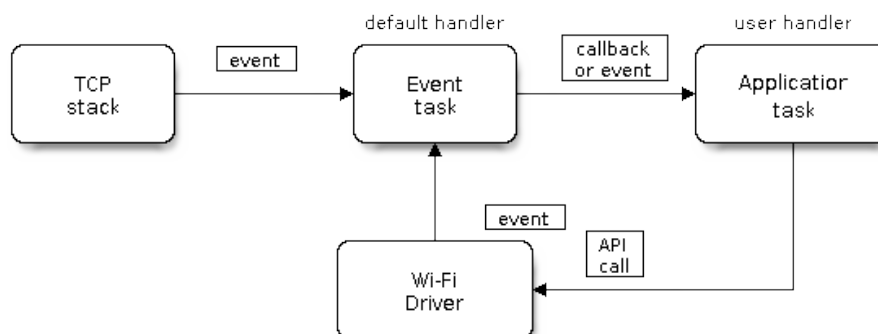 default handler
user handler
TCP
stack
event
Event
task
callback
or event
Application
task
event
API
call
Wi-Fi
Driver